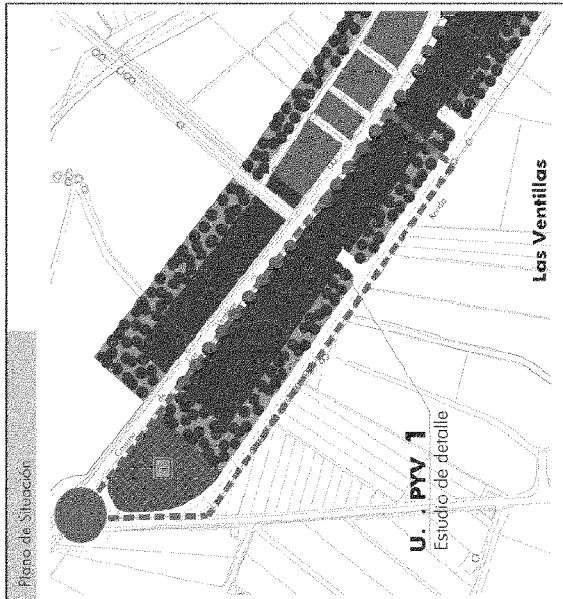 Plano de Situación
U. . PYV 1
Estudio de detalle
Las Ventillas